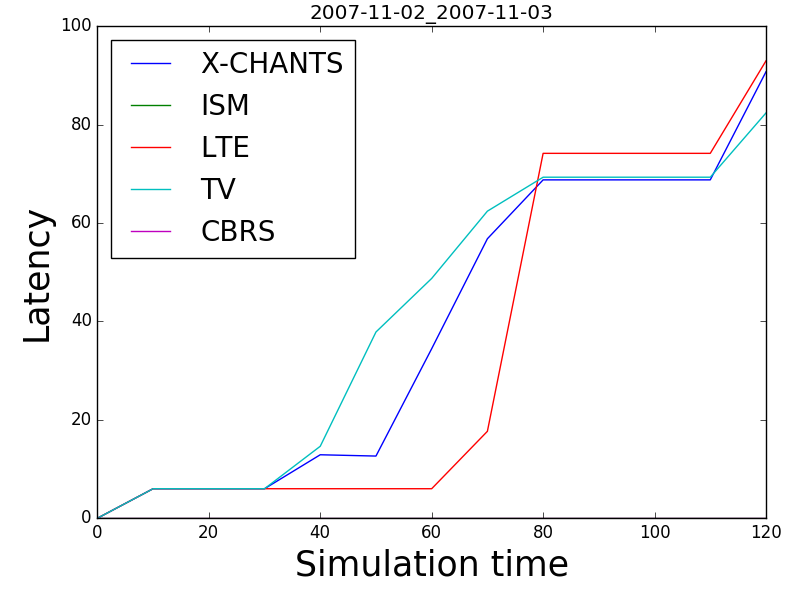 2007-11-02_2007-11-03
100
80
60
40
20
0
Latency
X-CHANTS
ISM
LTE
TV
CBRS
0 20 40 60 80 100 120
Simulation time